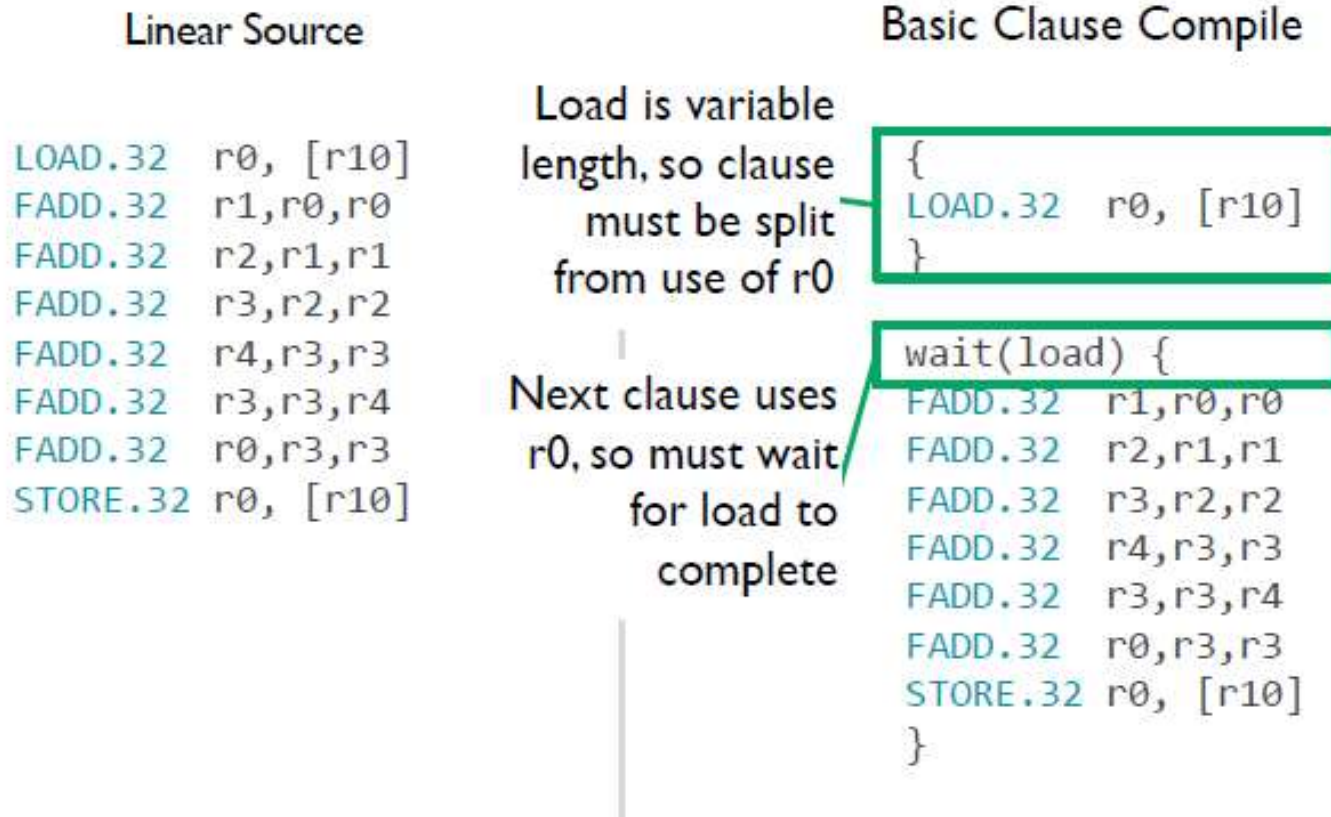 Linear Source
LOAD.32 r0, [r10]
FADD.32 r1,r0,r0
FADD.32 r2,r1,r1
FADD.32 r3,r2,r2
FADD.32 r4,r3,r3
FADD.32 r3,r3,r4
FADD.32 r0,r3,r3
STORE.32 r0, [r10]
Load is variable
length, so clause
must be split
from use of r0
Next clause uses
r0, so must wait
for load to
complete
Basic Clause Compile
{
LOAD.32 r0, [r10]
}
wait(load) {
FADD.32 r1,r0,r0
FADD.32 r2,r1,r1
FADD.32 r3,r2,r2
FADD.32 r4,r3,r3
FADD.32 r3,r3,r4
FADD.32 r0,r3,r3
STORE.32 r0, [r10]
}